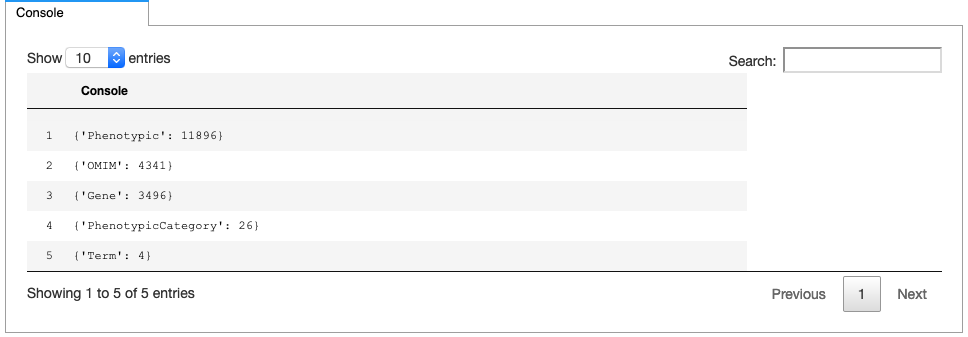 Console
Show 10 entries
Search:
Console
1 {'Phenotypic': 11896}
2 {'OMIM': 4341}
3 {'Gene': 3496}
4 {'PhenotypicCategory': 26}
5 {'Term': 4}
Showing 1 to 5 of 5 entries
Previous 1 Next